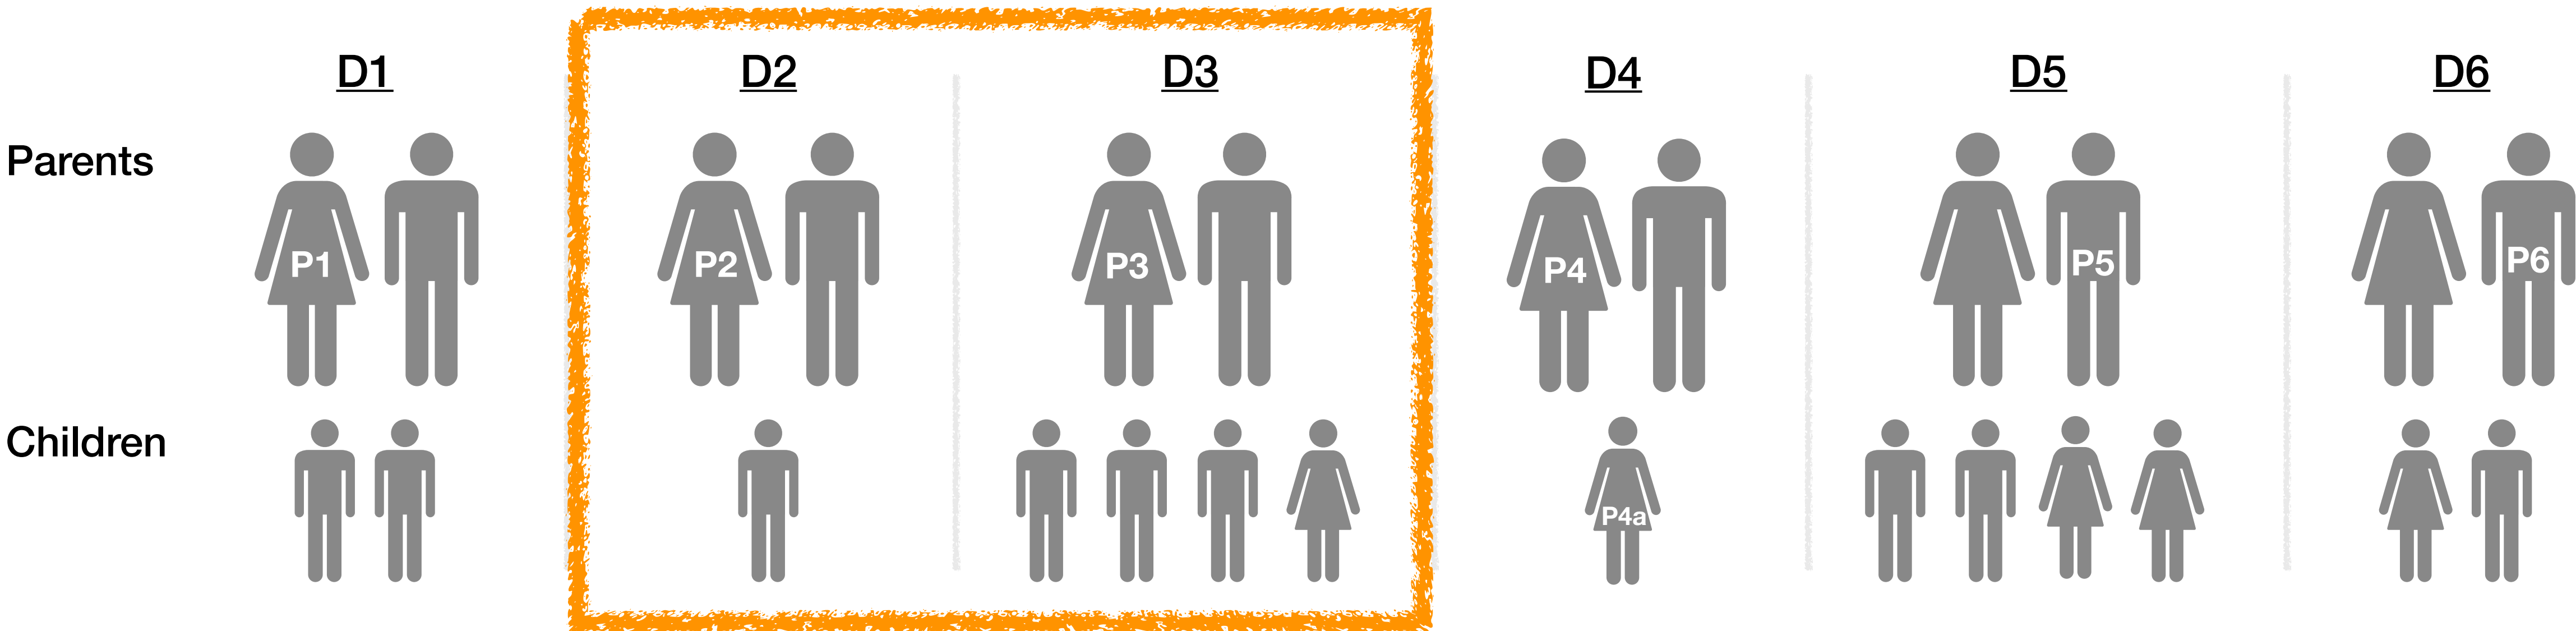 D1 D2 D3 D4 D5 D6
Parents
P1 P2 P3 P4 P5 P6
Children
P4a